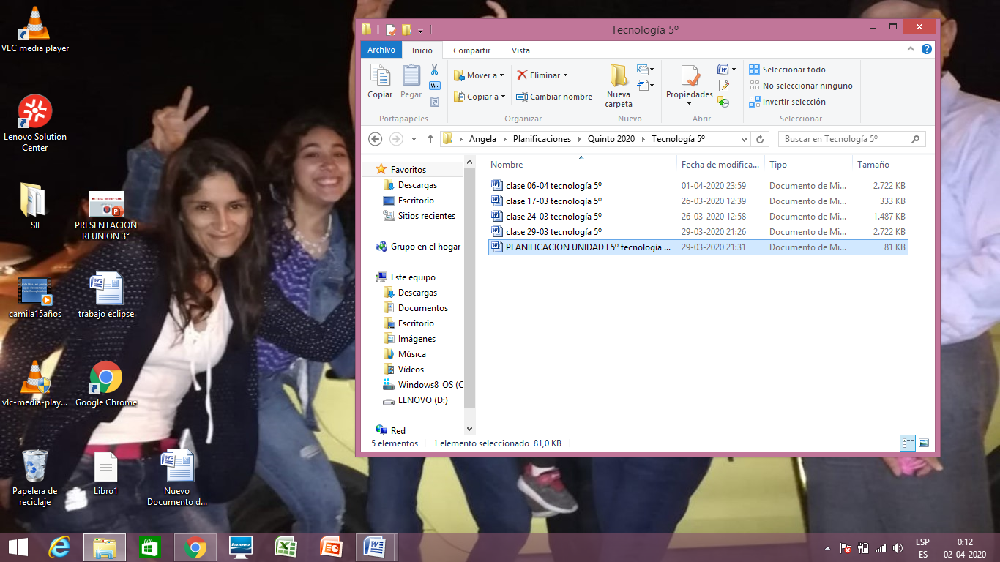 VLC media player
Lenovo Solution
Center
SII
PRESENTACION
REUNION 3°
camila15años
trabajo eclipse
vlc-media-play...
Google Chrome
Papelera de
reciclaje
Libro1
Nuevo
Documento d...
Tecnología 5º
Archivo
Inicio
Compartir
Vista
Copiar
Pegar
Portapapeles
Mover a
Copiar a
Eliminar
Cambiar nombre
Organizar
Nueva
carpeta
Nuevo
Propiedades
Abrir
Seleccionar todo
No seleccionar ninguno
Invertir selección
Seleccionar
Angela Planificaciones Quinto 2020 Tecnología 5º
Buscar en Tecnología 5º
Favoritos
Descargas
Escritorio
Sitios recientes
Grupo en el hogar
Este equipo
Descargas
Documentos
Escritorio
Imágenes
Música
Vídeos
Windows8_OS (C
LENOVO (D:)
Red
Nombre Fecha de modifica... Tipo Tamaño
clase 06-04 tecnología 5º 01-04-2020 23:59 Documento de Mi... 2.722 KB
clase 17-03 tecnología 5º 26-03-2020 12:39 Documento de Mi... 333 KB
clase 24-03 tecnología 5º 26-03-2020 12:58 Documento de Mi... 1.487 KB
clase 29-03 tecnología 5º 29-03-2020 21:26 Documento de Mi... 2.722 KB
PLANIFICACION UNIDAD I 5º tecnología ... 29-03-2020 21:31 Documento de Mi... 81 KB
5 elementos 1 elemento seleccionado 81,0 KB
lenovo
ESP
ES
0:12
02-04-2020